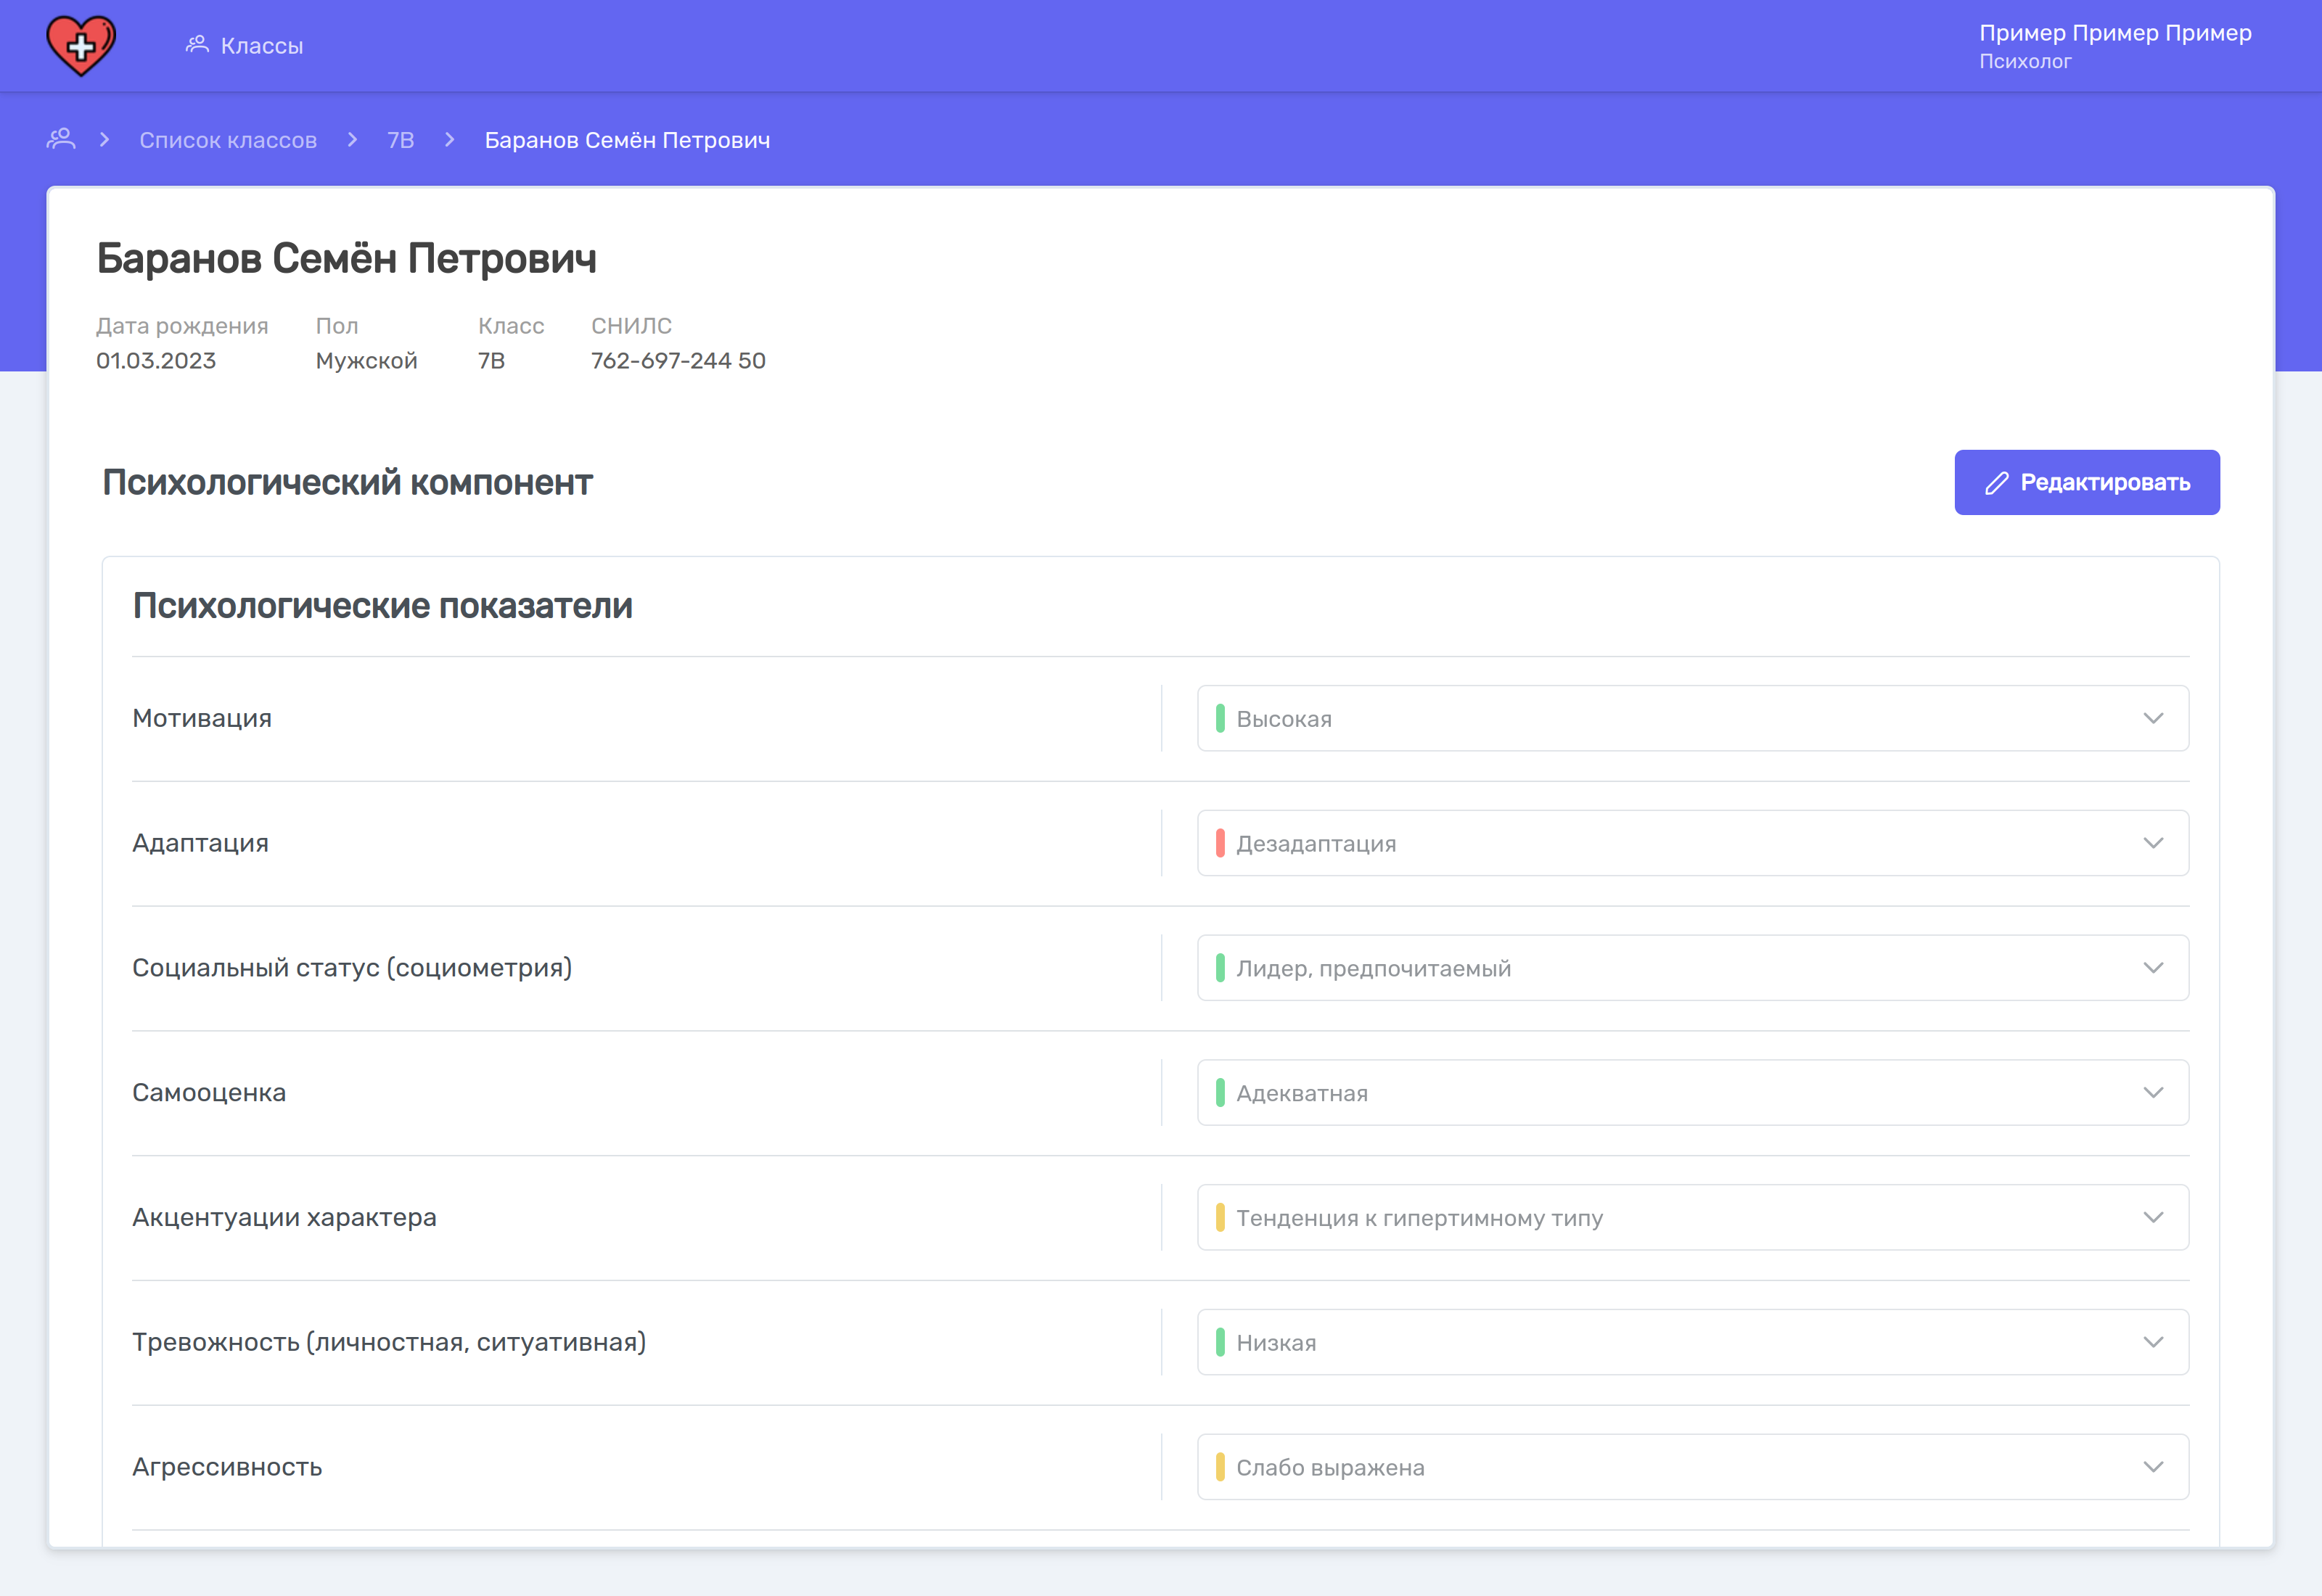 Классы
Пример Пример Пример
Психолог
Список классов
7В
Баранов Семён Петрович
Баранов Семён Петрович
Дата рождения Пол Класс СНИЛС
01.03.2023 Мужской 7В 762-697-244 50
Психологический компонент
Редактировать
Психологические показатели
Мотивация
Высокая
Адаптация
Дезадаптация
Социальный статус (социометрия)
Лидер, предпочитаемый
Самооценка
Адекватная
Акцентуации характера
Тенденция к гипертимному типу
Тревожность (личностная, ситуативная)
Низкая
Агрессивность
Слабо выражена